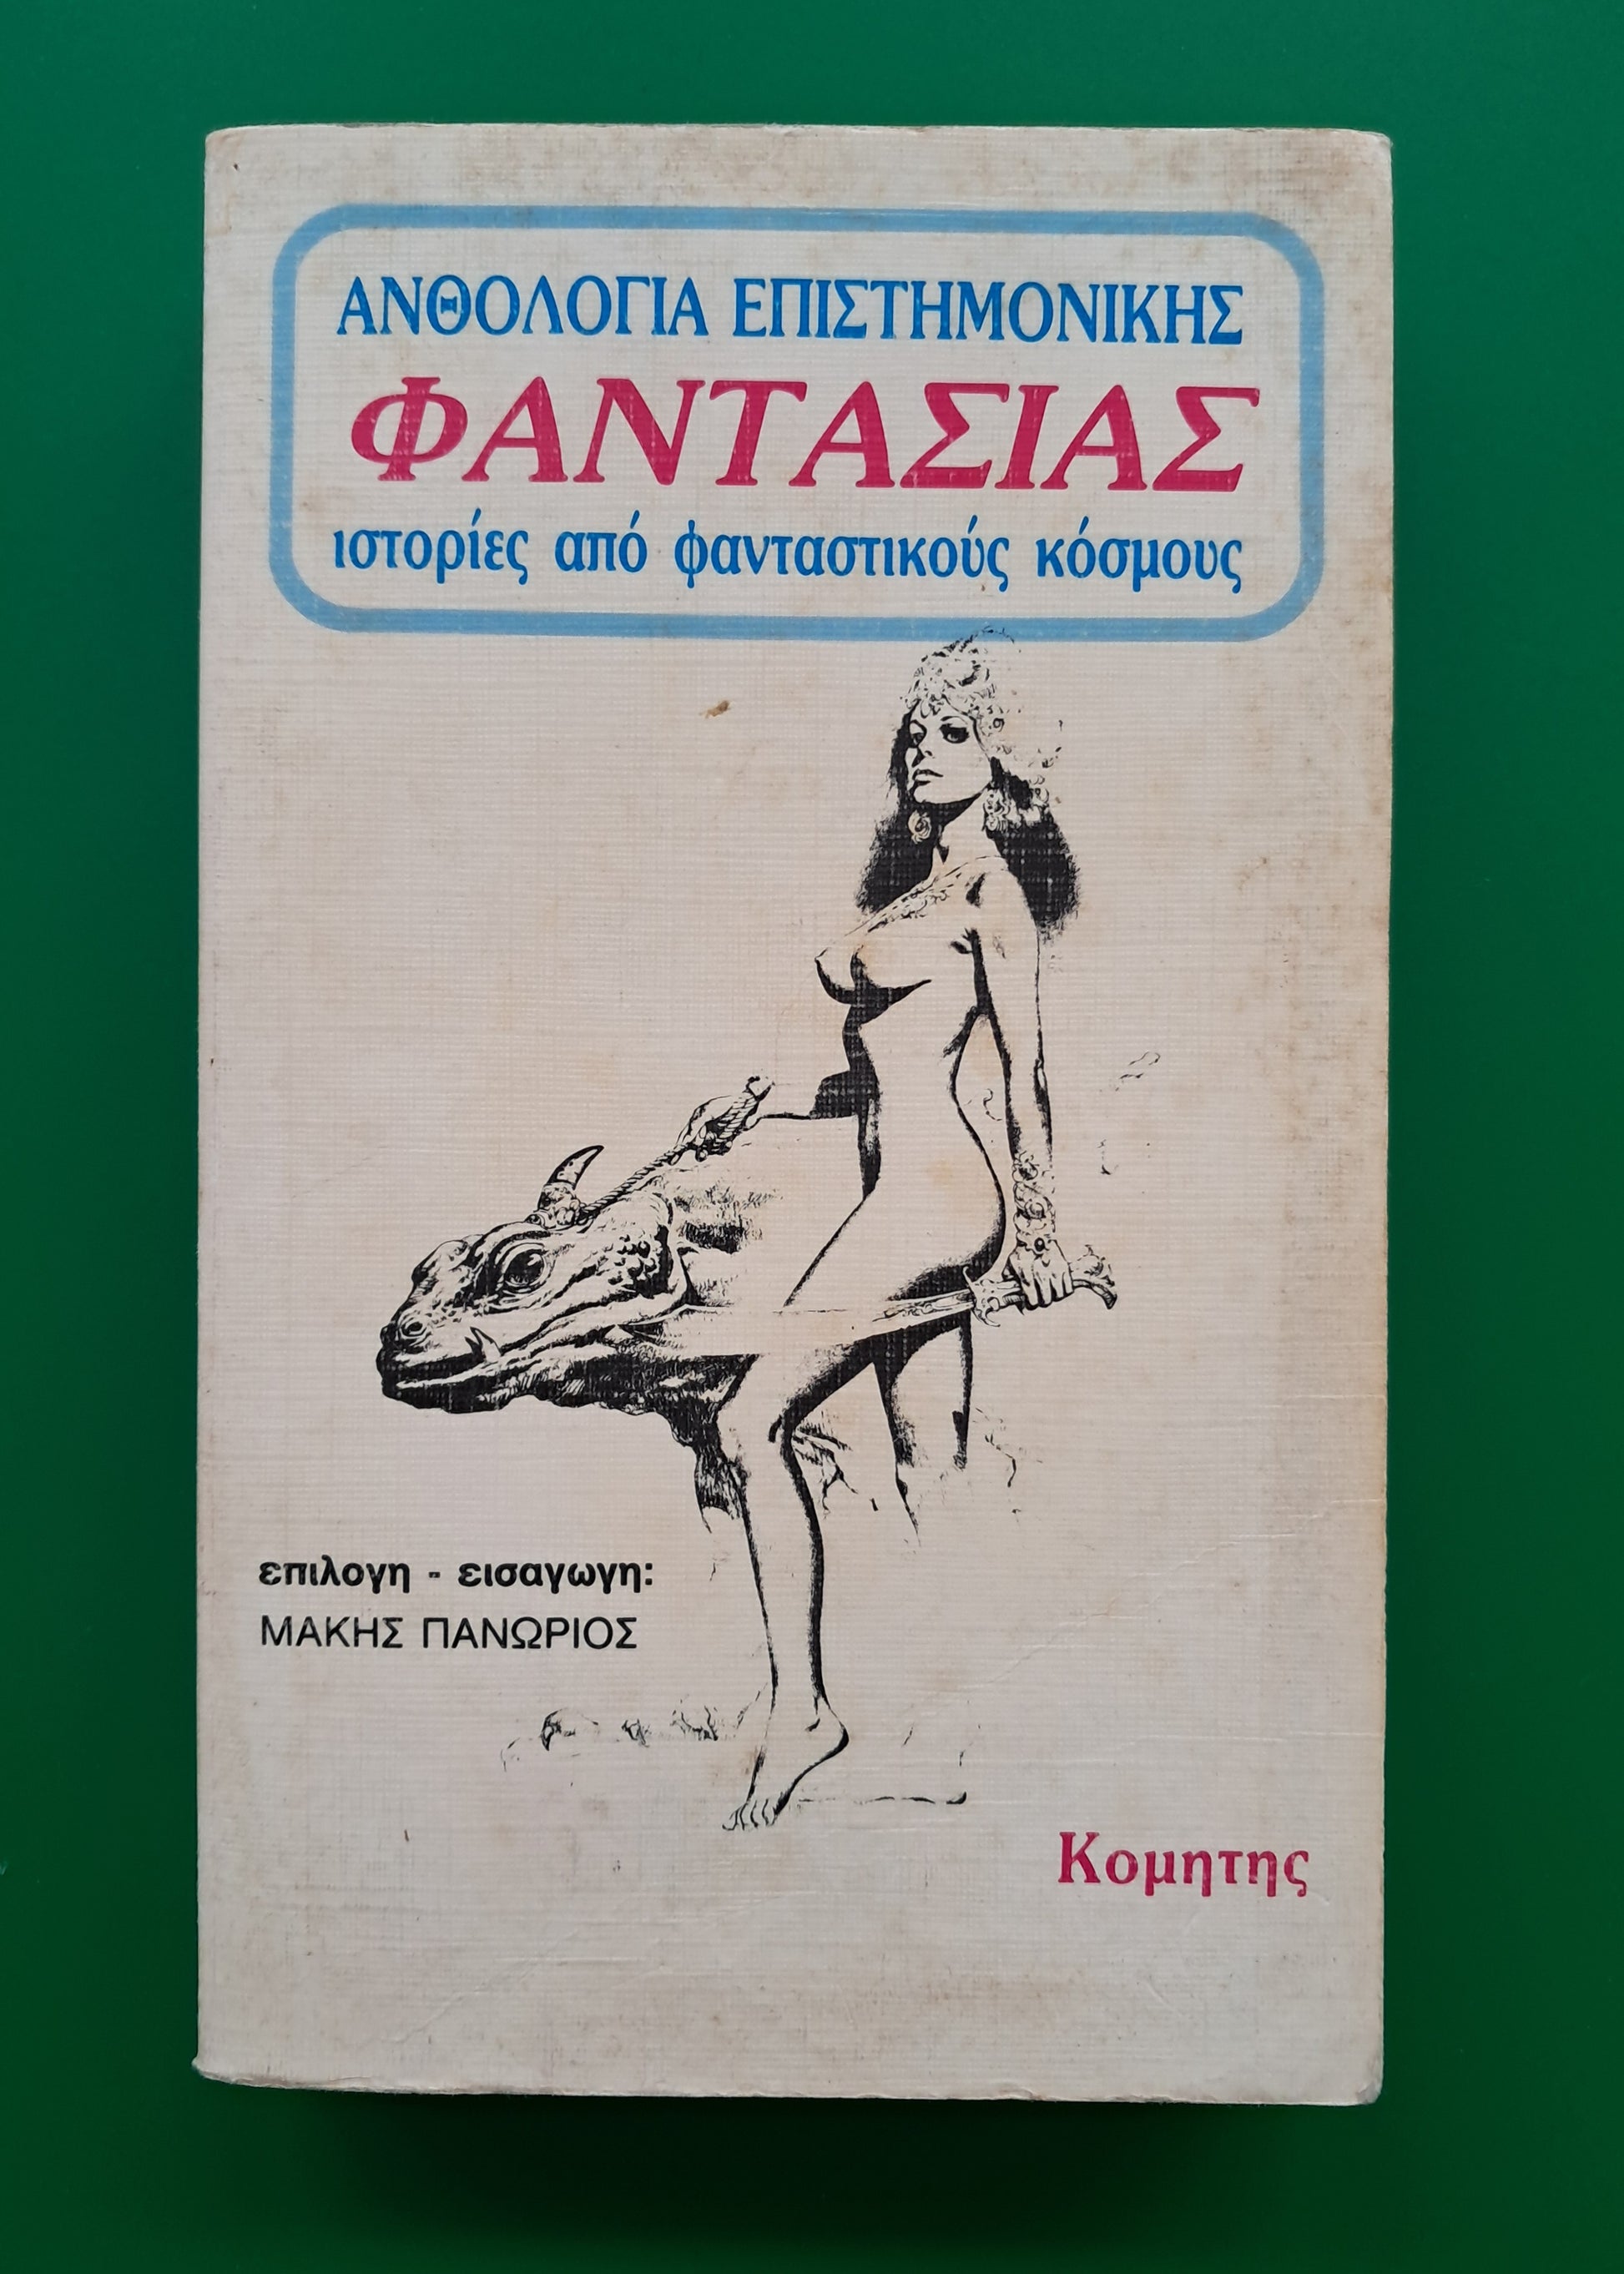 ΑΝΘΟΛΟΓΙΑ ΕΠΙΣΤΗΜΟΝΙΚΗΣ
ΦΑΝΤΑΣΙΑΣ
ιστορίες από φανταστικούς κόσμους
επιλογη - εισαγωγη:
ΜΑΚΗΣ ΠΑΝΩΡΙΟΣ
Κομητης